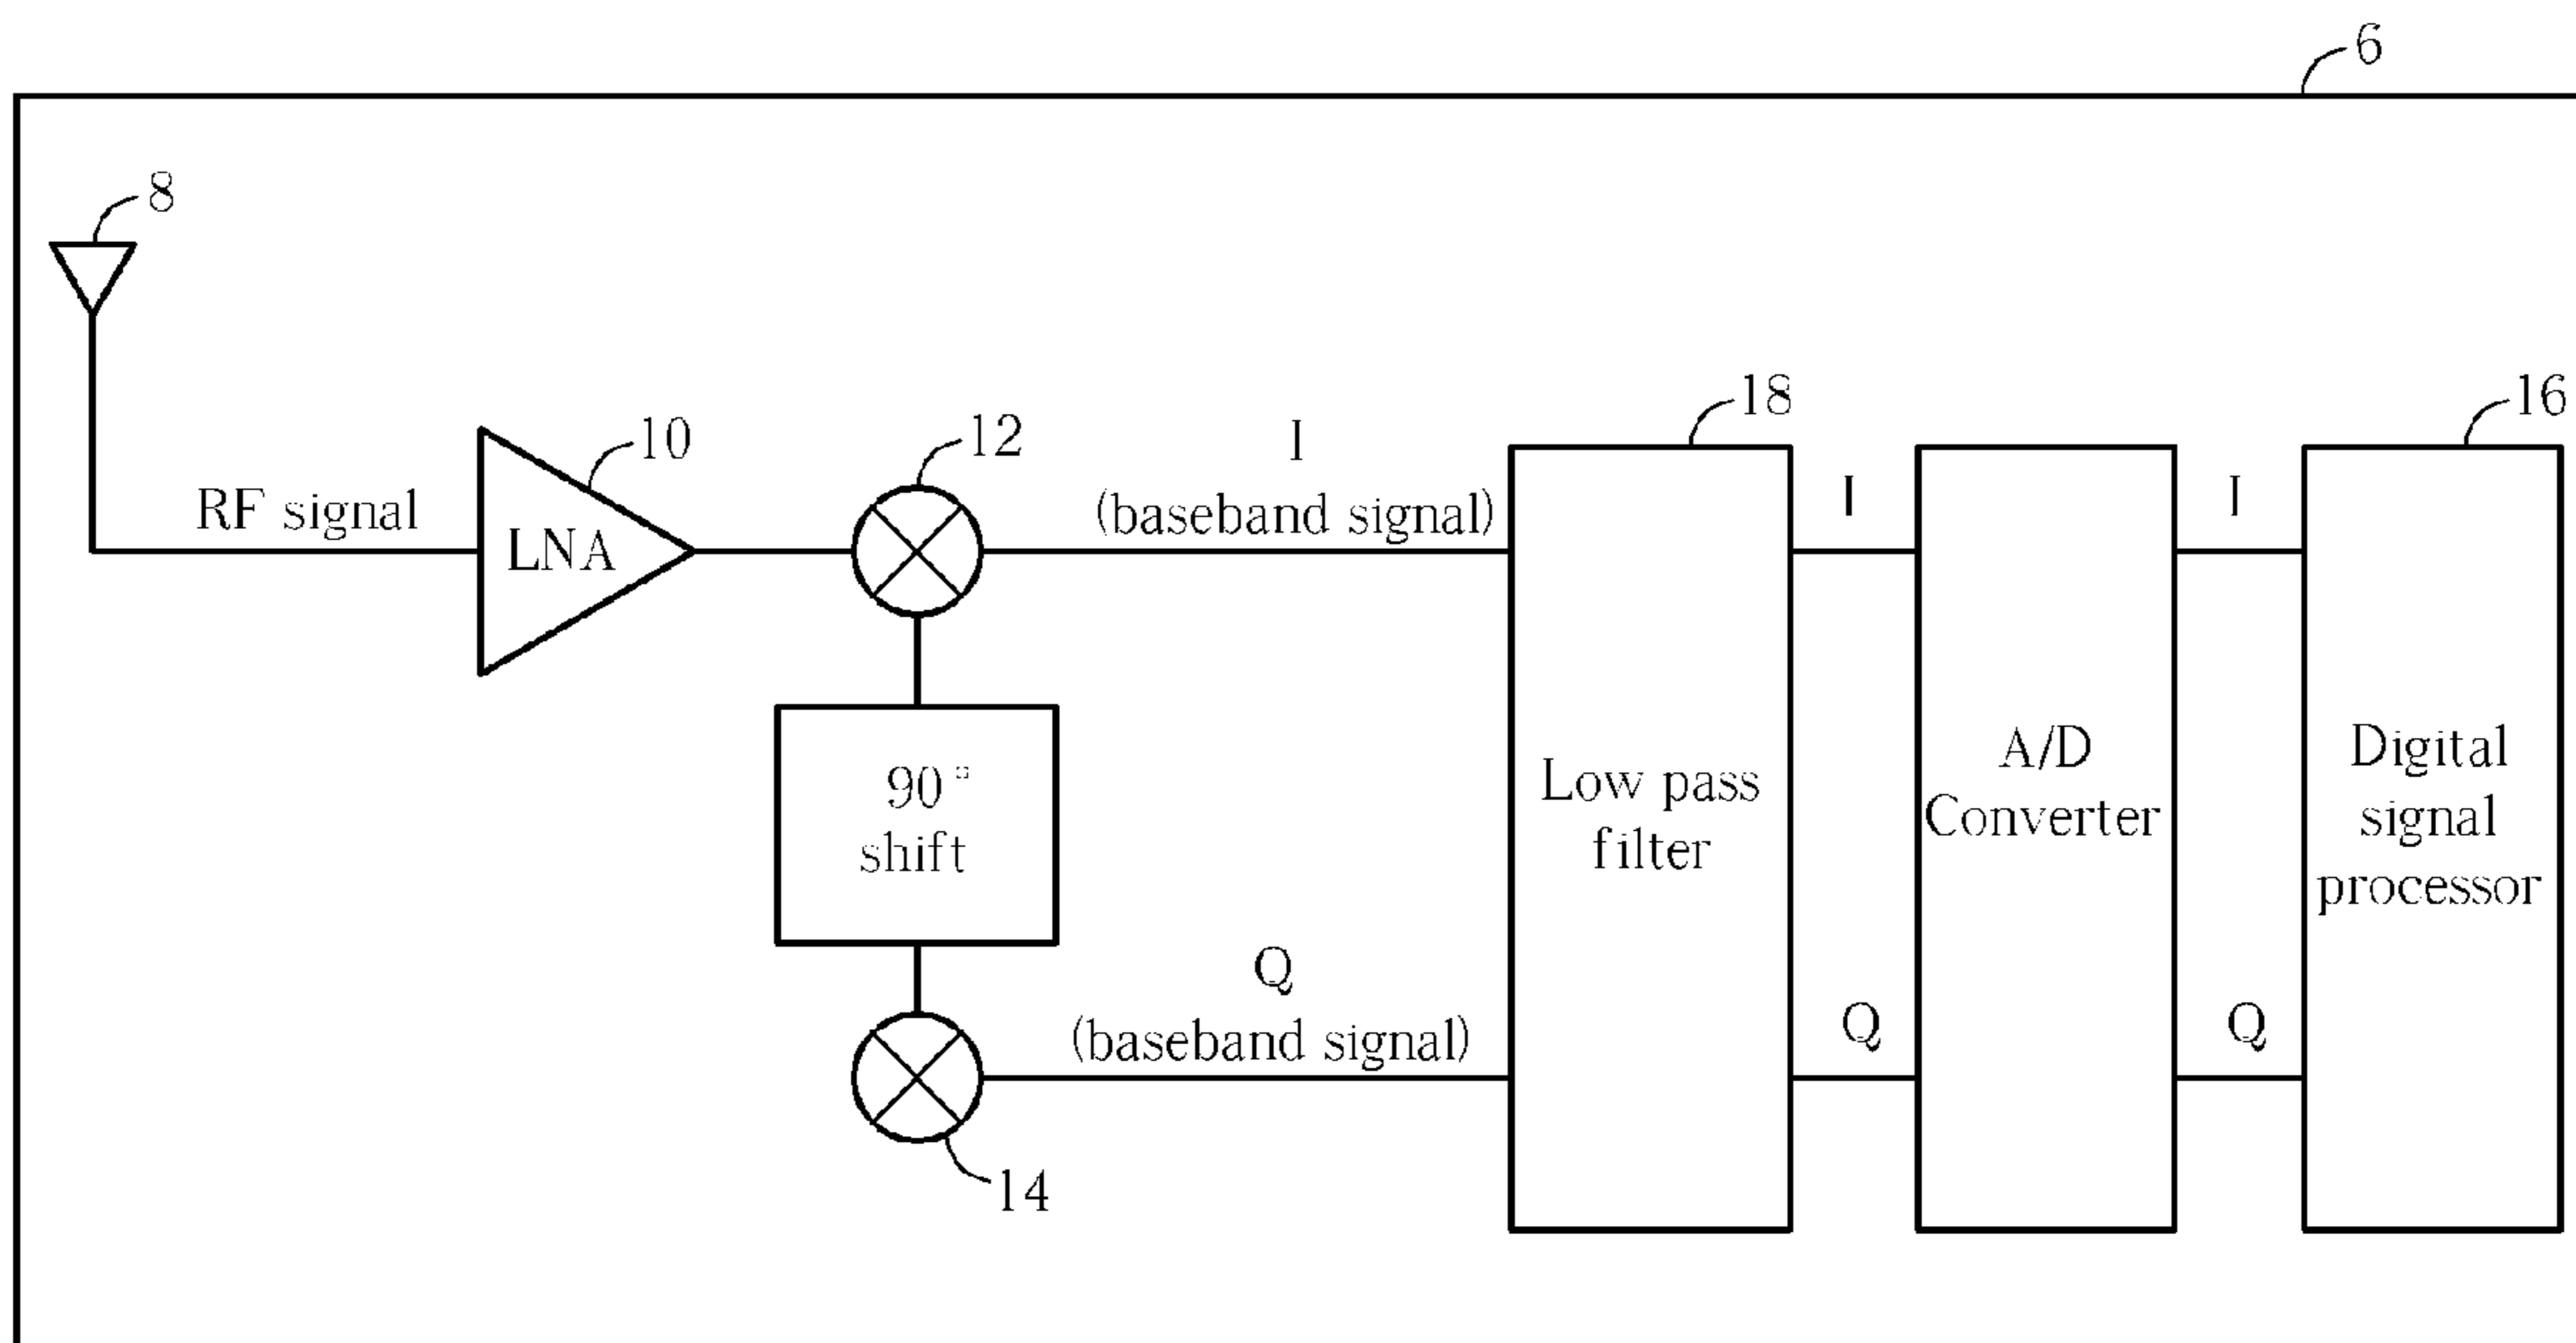 6
8
10
12
18
16
I
I
I
RF signal
(baseband signal)
LNA
90°
shift
Low pass
filter
A/D
Converter
Digital
signal
processor
Q
Q
Q
(baseband signal)
14